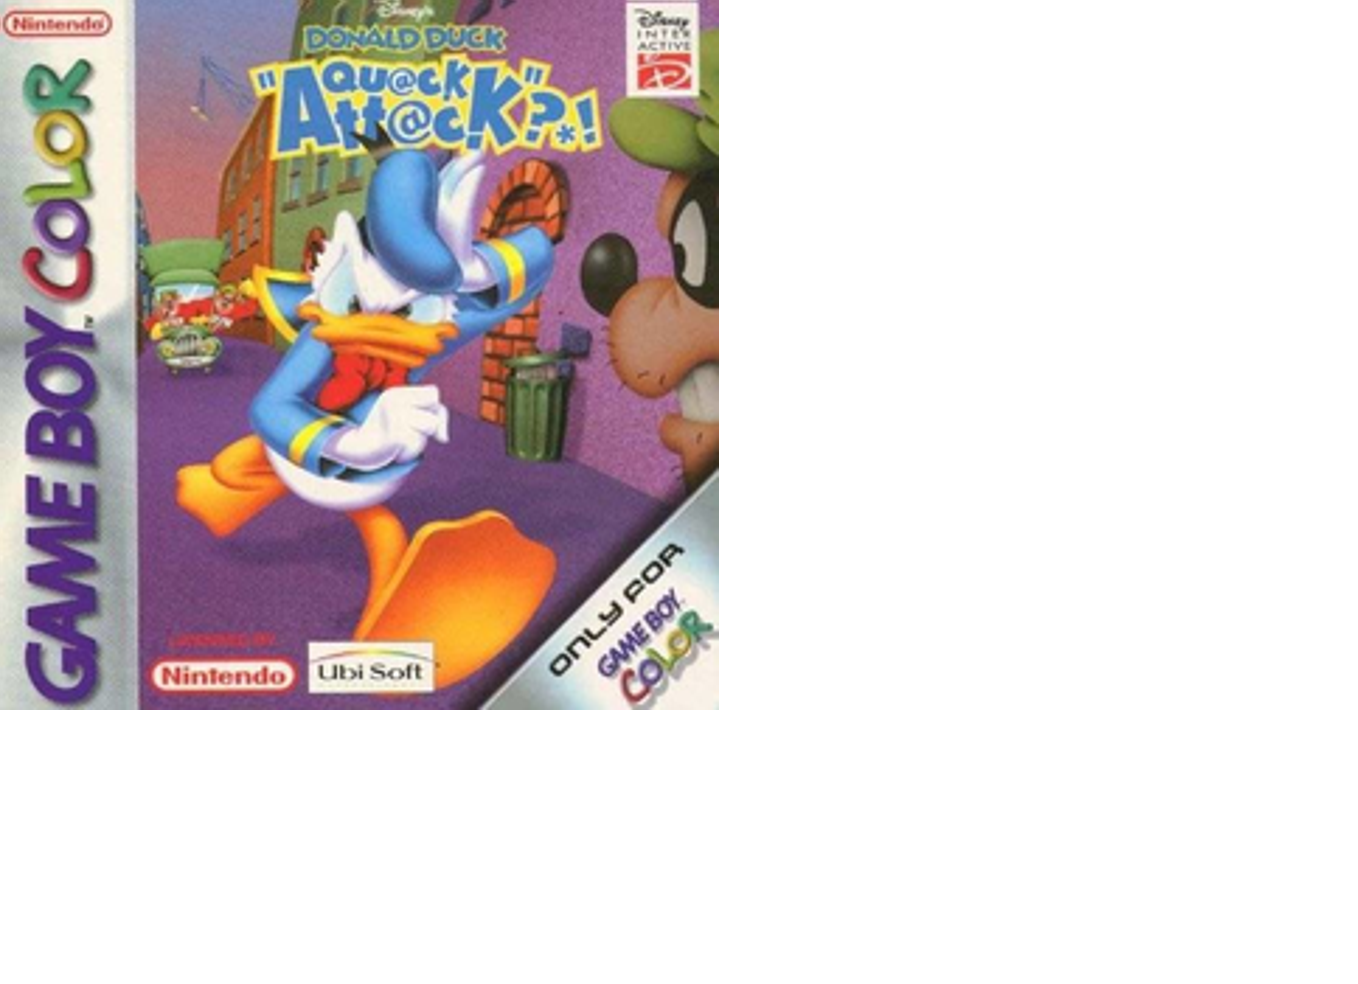 Nintendo
GAME BOY COLOR
TM
Disney's
DONALD DUCK
"QU@CK
Att@cK"?*!
Disney
INTER
ACTIVE
LICENSED BY
Nintendo
Ubi Soft
ONLY FOR
GAME BOY
COLOR